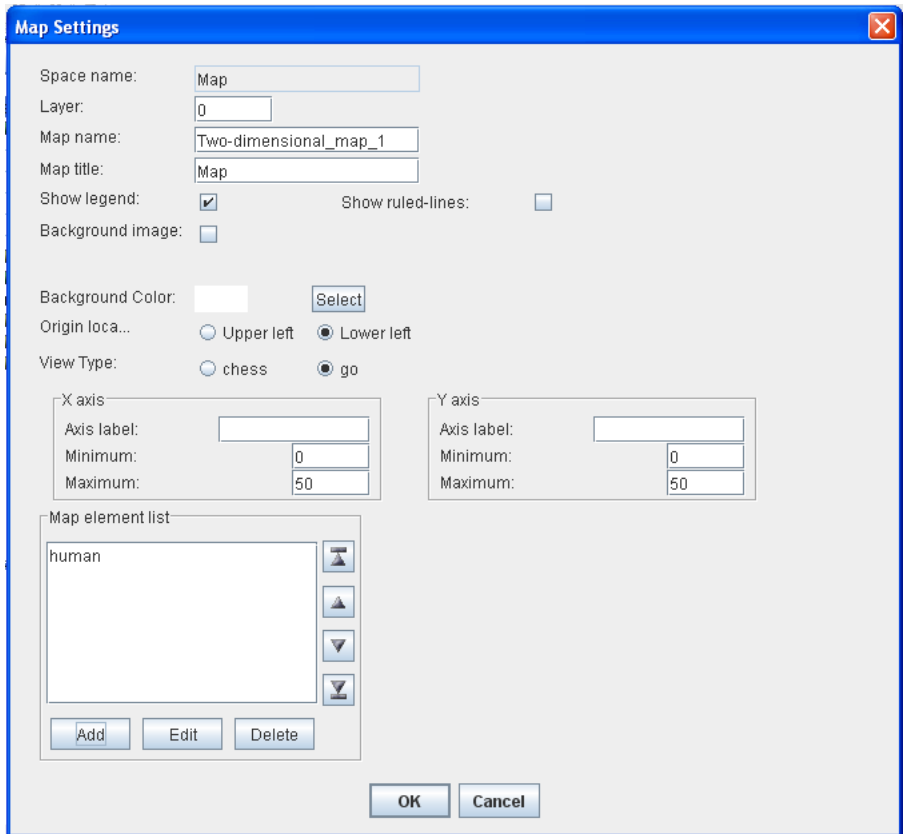 Map Settings
Space name: Map
Layer: 0
Map name: Two-dimensional_map_1
Map title: Map
Show legend: Show ruled-lines:
Background image:
Background Color: Select
Origin loca... Upper left Lower left
View Type: chess go
X axis Y axis
Axis label: Axis label:
Minimum: 0 Minimum: 0
Maximum: 50 Maximum: 50
Map element list
human
Add Edit Delete
OK Cancel